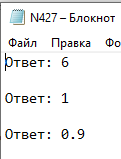 N427 – Блокнот
Файл Правка Фо
Ответ: 6
Ответ: 1
Ответ: 0.9